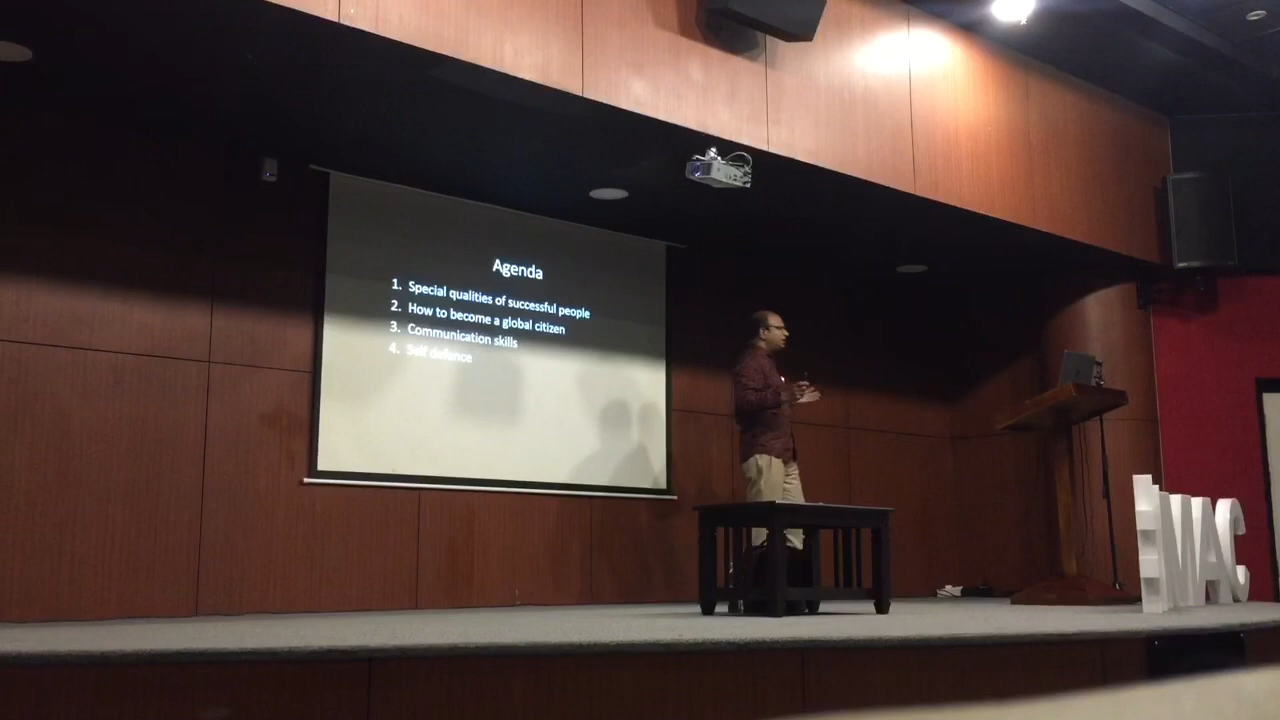 Agenda
1. Special qualities of successful people
2. How to become a global citizen
3. Communication skills
4. Self defence